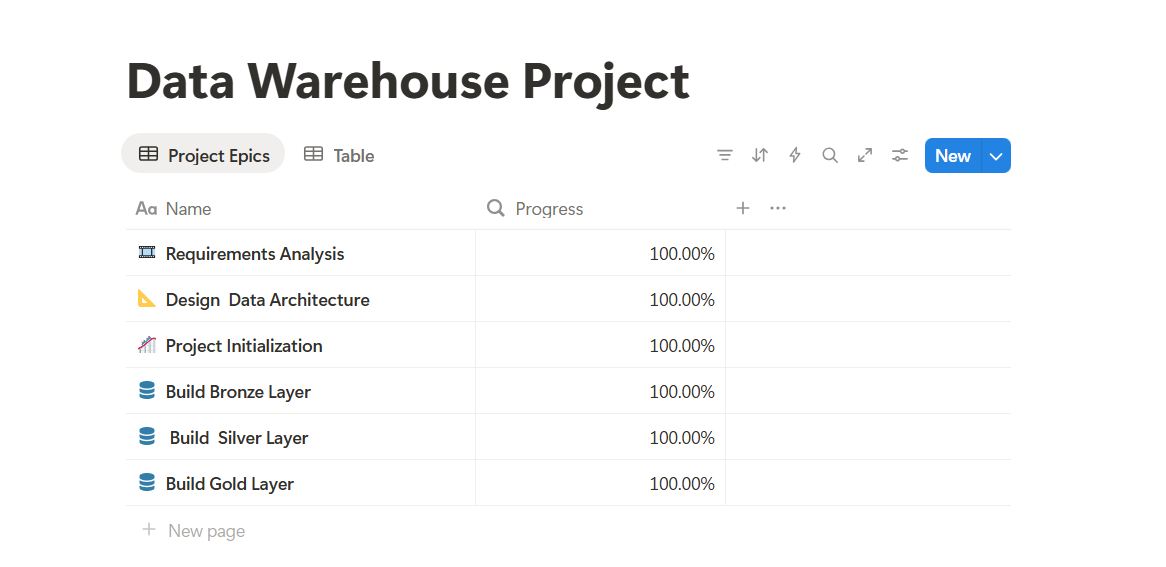 Data Warehouse Project
Project Epics Table New
Aa Name Progress
Requirements Analysis 100.00%
Design  Data Architecture 100.00%
Project Initialization 100.00%
Build Bronze Layer 100.00%
Build  Silver Layer 100.00%
Build Gold Layer 100.00%
New page